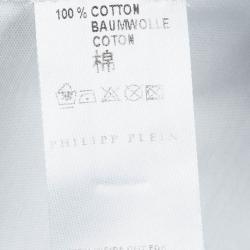 100 % COTTON
BAUMWOLLE
COTON
棉
PHILIPP PLEIN